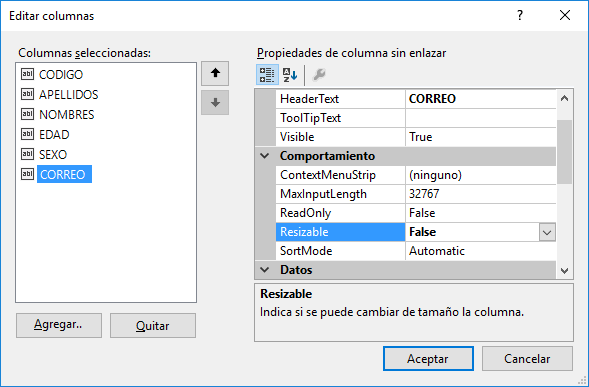 Editar columnas
?
Columnas seleccionadas:
CODIGO
APELLIDOS
NOMBRES
EDAD
SEXO
CORREO
Agregar..
Quitar
Propiedades de columna sin enlazar
HeaderText CORREO
ToolTipText
Visible True
Comportamiento
ContextMenuStrip (ninguno)
MaxInputLength 32767
ReadOnly False
Resizable False
SortMode Automatic
Datos
Resizable
Indica si se puede cambiar de tamaño la columna.
Aceptar
Cancelar